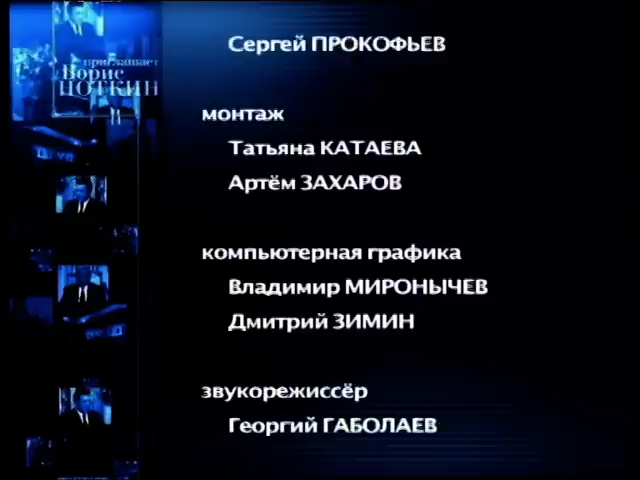 приглашает
Борис
НОТКИН
Сергей ПРОКОФЬЕВ
монтаж
Татьяна КАТАЕВА
Артём ЗАХАРОВ
компьютерная графика
Владимир МИРОНЫЧЕВ
Дмитрий ЗИМИН
звукорежиссёр
Георгий ГАБОЛАЕВ